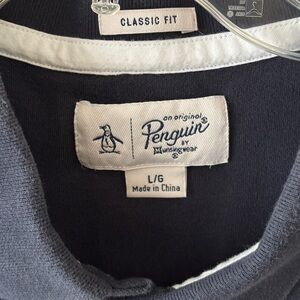 CLASSIC FIT
an original
Penguin®
BY
Munsingwear®
L/G
Made in China